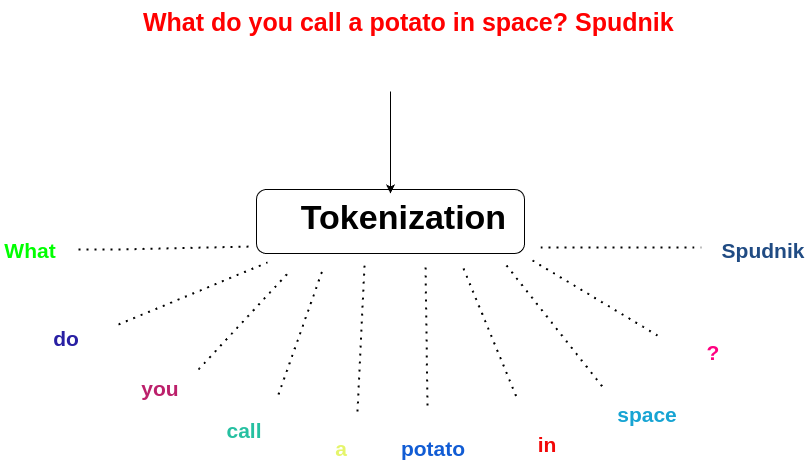 What do you call a potato in space? Spudnik
Tokenization
What
do
you
call
a
potato
in
space
?
Spudnik